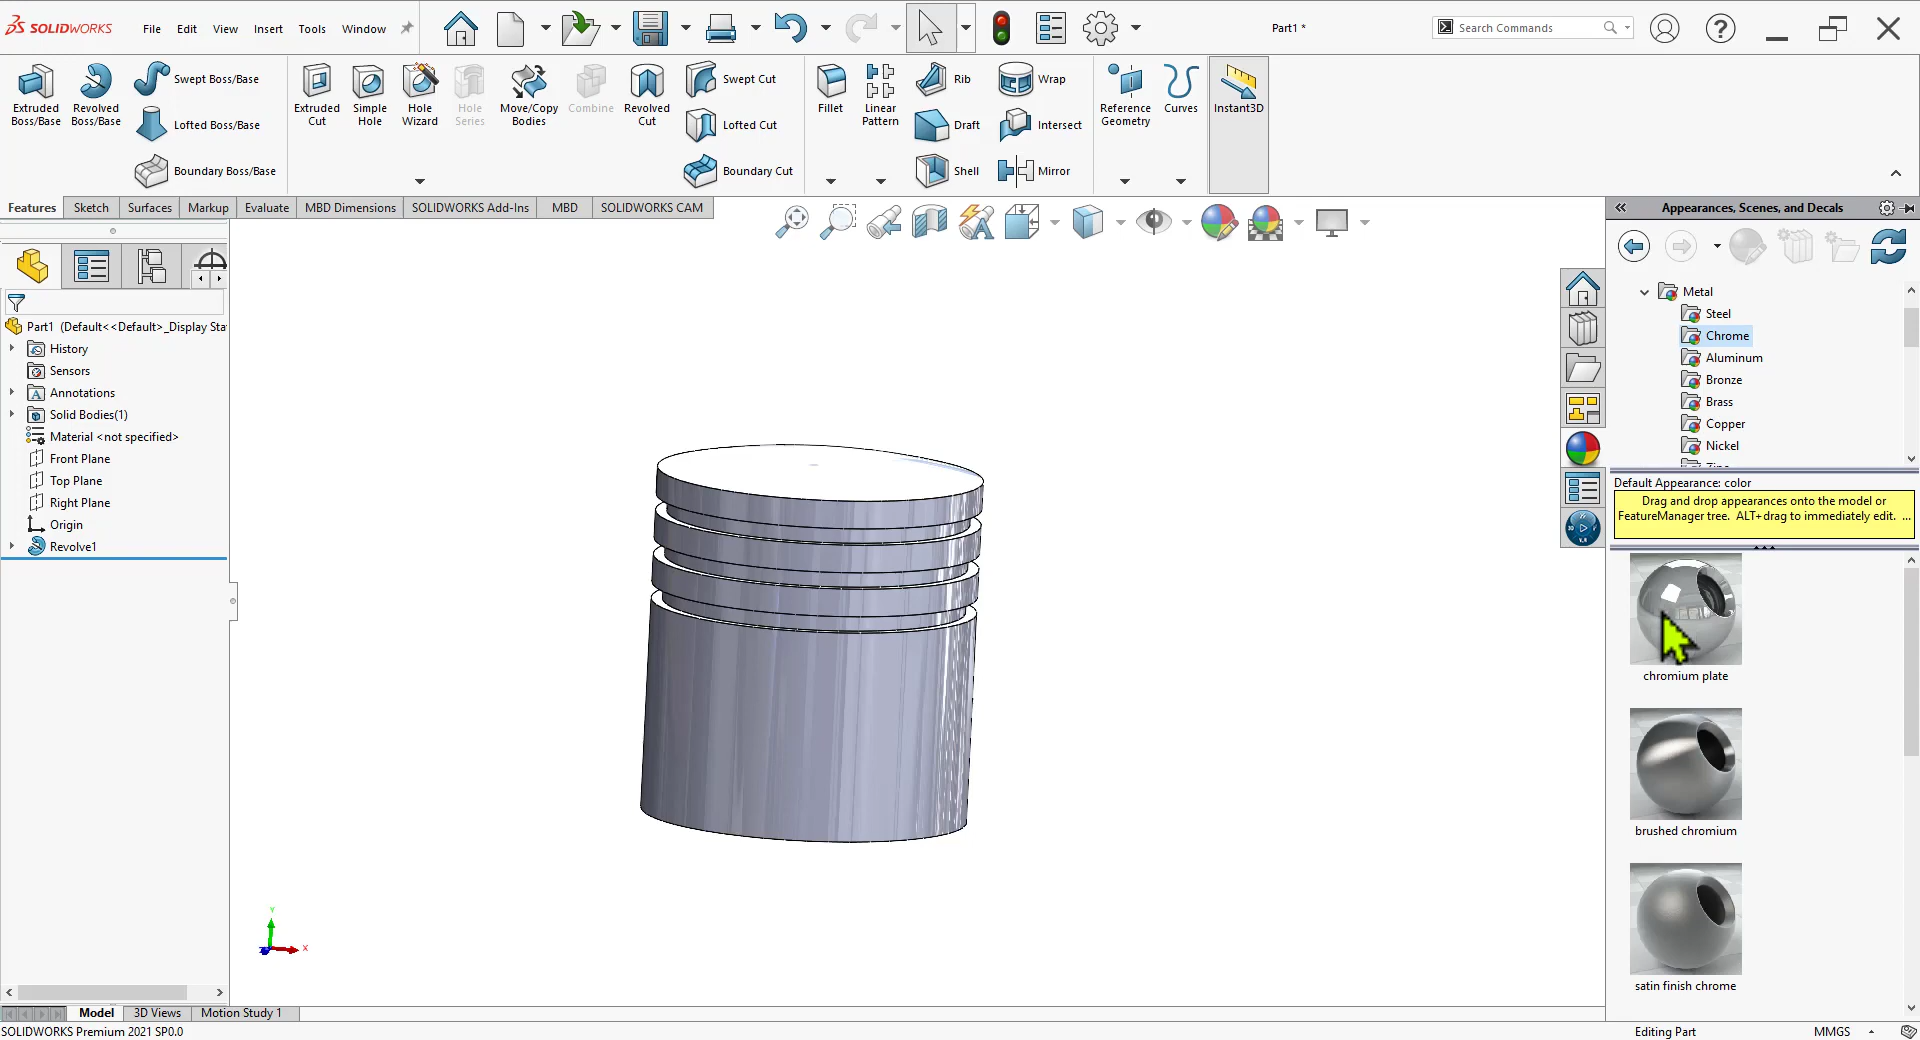 SOLIDWORKS
File Edit View Insert Tools Window
Part1 *
Search Commands
Extruded Boss/Base
Revolved Boss/Base
Swept Boss/Base
Lofted Boss/Base
Boundary Boss/Base
Extruded Cut
Simple Hole
Hole Wizard
Hole Series
Move/Copy Bodies
Combine
Revolved Cut
Swept Cut
Lofted Cut
Boundary Cut
Fillet
Linear Pattern
Rib
Draft
Shell
Wrap
Intersect
Mirror
Reference Geometry
Curves
Instant3D
Features Sketch Surfaces Markup Evaluate MBD Dimensions SOLIDWORKS Add-Ins MBD SOLIDWORKS CAM
Part1 (Default<<Default>_Display Sta
History
Sensors
Annotations
Solid Bodies(1)
Material <not specified>
Front Plane
Top Plane
Right Plane
Origin
Revolve1
Y
X
Appearances, Scenes, and Decals
Metal
Steel
Chrome
Aluminum
Bronze
Brass
Copper
Nickel
Default Appearance: color
Drag and drop appearances onto the model or
FeatureManager tree. ALT+drag to immediately edit. ...
chromium plate
brushed chromium
satin finish chrome
Model 3D Views Motion Study 1
SOLIDWORKS Premium 2021 SP0.0
Editing Part
MMGS